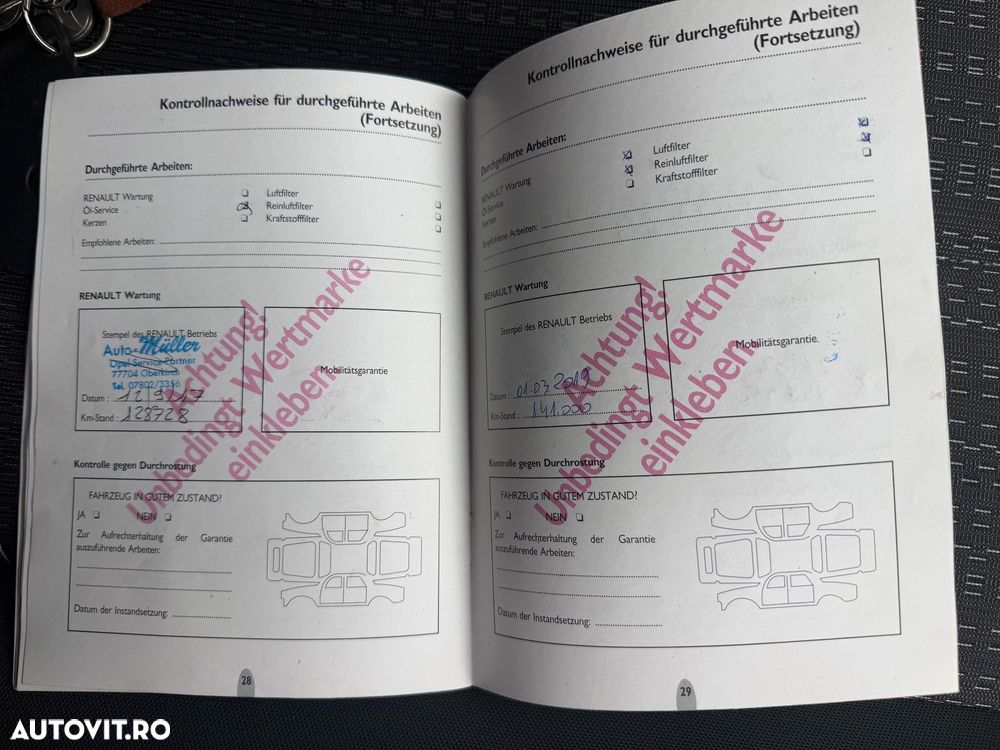 Kontrollnachweise für durchgeführte Arbeiten
(Fortsetzung)
Durchgeführte Arbeiten:
RENAULT Wartung
Öl-Service
Kerzen
Luftfilter
Reinluftfilter
Kraftstofffilter
Empfohlene Arbeiten:
RENAULT Wartung
Stempel des RENAULT Betriebs
Auto-Müller
Opel-Service-Partner
77704 Oberkirch
Tel. 07802/3356
Datum : 12/9/17
Km-Stand : 128728
Mobilitätsgarantie
Achtung!
Unbedingt Wertmarke
einkleben
Kontrolle gegen Durchrostung
FAHRZEUG IN GUTEM ZUSTAND?
JA NEIN
Zur Aufrechterhaltung der Garantie
auszuführende Arbeiten:
Datum der Instandsetzung:
28
Kontrollnachweise für durchgeführte Arbeiten
(Fortsetzung)
Durchgeführte Arbeiten:
RENAULT Wartung
Öl-Service
Kerzen
Luftfilter
Reinluftfilter
Kraftstofffilter
Empfohlene Arbeiten:
RENAULT Wartung
Stempel des RENAULT Betriebs
Datum : 01.03.2019
Km-Stand : 141.000
Mobilitätsgarantie
Achtung!
Unbedingt Wertmarke
einkleben
Kontrolle gegen Durchrostung
FAHRZEUG IN GUTEM ZUSTAND?
JA NEIN
Zur Aufrechterhaltung der Garantie
auszuführende Arbeiten:
Datum der Instandsetzung:
29
AUTOVIT.RO